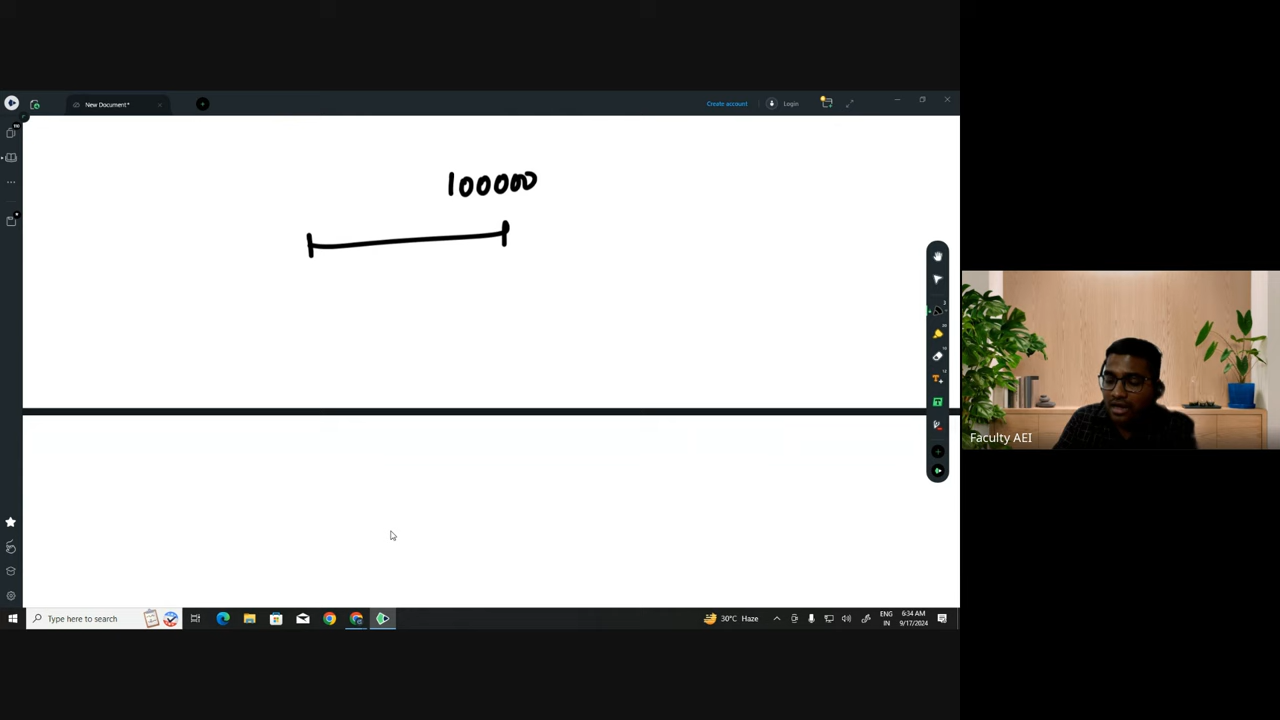 New Document*
Create account
Login
100000
Faculty AEI
Type here to search
30°C Haze
ENG
IN
6:34 AM
9/17/2024